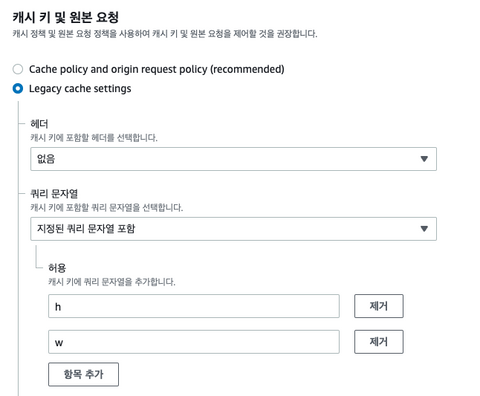 캐시 키 및 원본 요청
캐시 정책 및 원본 요청 정책을 사용하여 캐시 키 및 원본 요청을 제어할 것을 권장합니다.
Cache policy and origin request policy (recommended)
Legacy cache settings
헤더
캐시 키에 포함할 헤더를 선택합니다.
없음
쿼리 문자열
캐시 키에 포함할 쿼리 문자열을 선택합니다.
지정된 쿼리 문자열 포함
허용
캐시 키에 쿼리 문자열을 추가합니다.
h 제거
w 제거
항목 추가